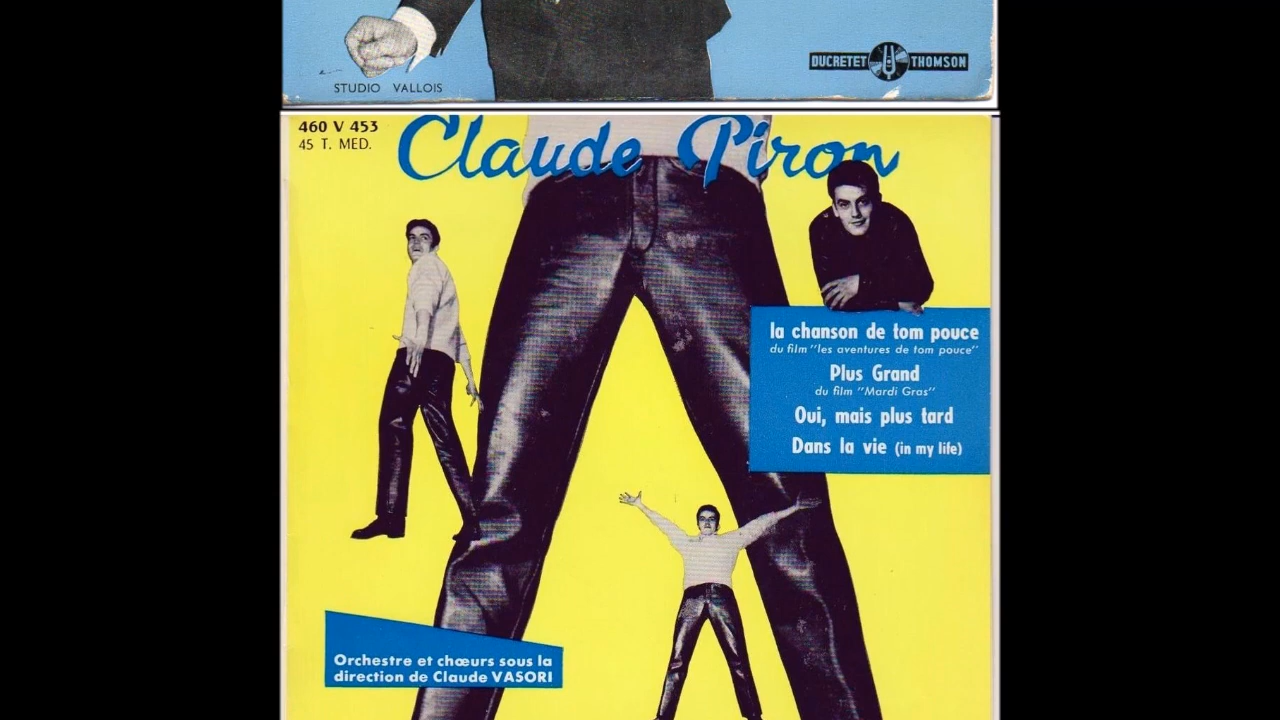 STUDIO VALLOIS
DUCRETET THOMSON
460 V 453
45 T. MED.
Claude Piron
la chanson de tom pouce
du film "les aventures de tom pouce"
Plus Grand
du film "Mardi Gras"
Oui, mais plus tard
Dans la vie (in my life)
Orchestre et chœurs sous la
direction de Claude VASORI